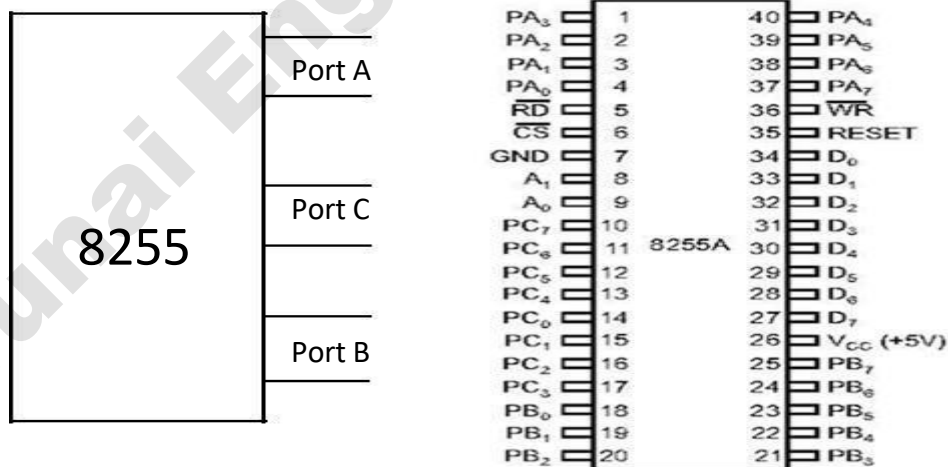 8255
Port A
Port C
Port B
8255A
PA₃ 1
PA₂ 2
PA₁ 3
PA₀ 4
R̅D̅ 5
C̅S̅ 6
GND 7
A₁ 8
A₀ 9
PC₇ 10
PC₆ 11
PC₅ 12
PC₄ 13
PC₀ 14
PC₁ 15
PC₂ 16
PC₃ 17
PB₀ 18
PB₁ 19
PB₂ 20
40 PA₄
39 PA₅
38 PA₆
37 PA₇
36 W̅R̅
35 RESET
34 D₀
33 D₁
32 D₂
31 D₃
30 D₄
29 D₅
28 D₆
27 D₇
26 V_CC (+5V)
25 PB₇
24 PB₆
23 PB₅
22 PB₄
21 PB₃
unai Eng